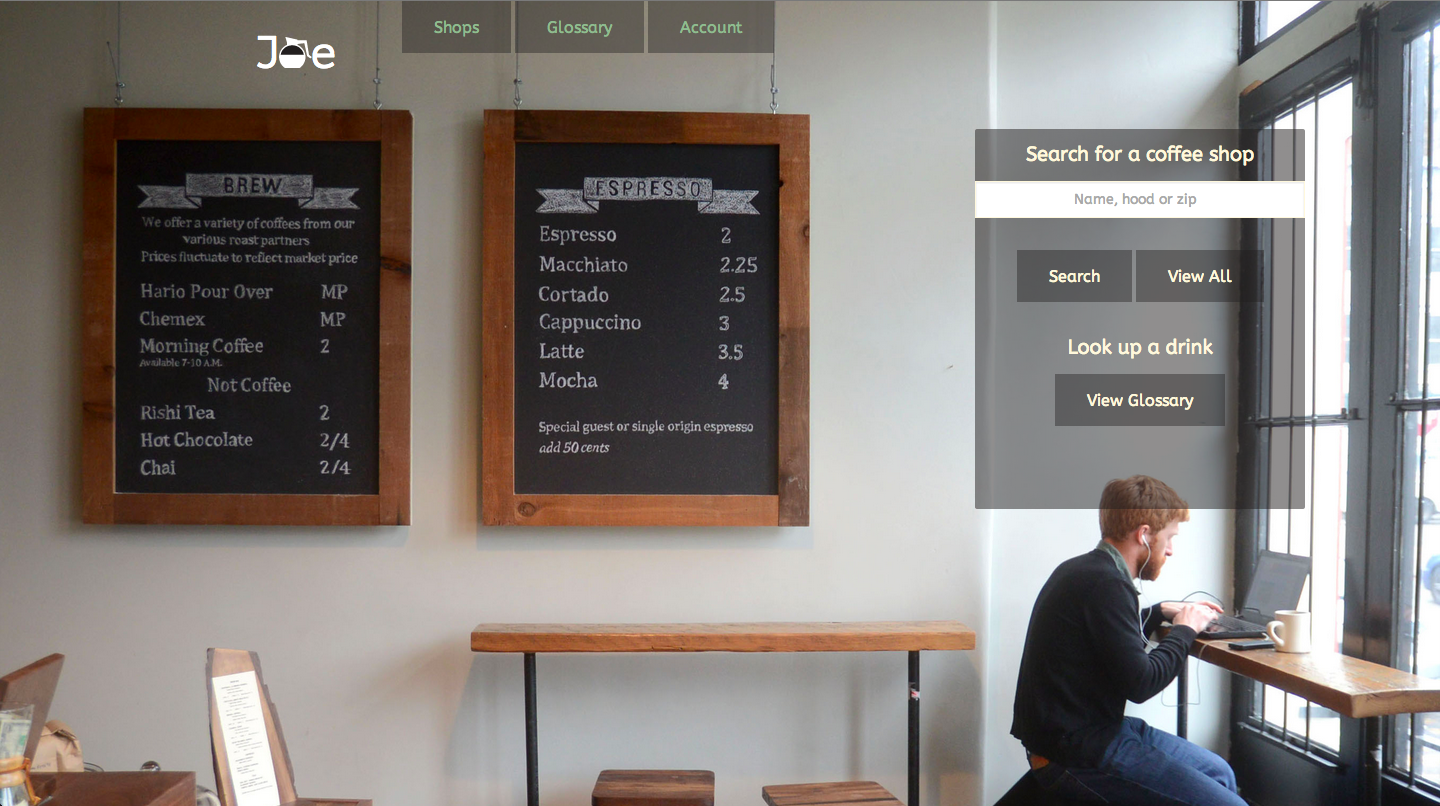 Joe
Shops
Glossary
Account
BREW
We offer a variety of coffees from our
various roast partners
Prices fluctuate to reflect market price
Hario Pour Over MP
Chemex MP
Morning Coffee 2
Available 7-10 A.M.
Not Coffee
Rishi Tea 2
Hot Chocolate 2/4
Chai 2/4
ESPRESSO
Espresso 2
Macchiato 2.25
Cortado 2.5
Cappuccino 3
Latte 3.5
Mocha 4
Special guest or single origin espresso
add 50 cents
Search for a coffee shop
Name, hood or zip
Search
View All
Look up a drink
View Glossary